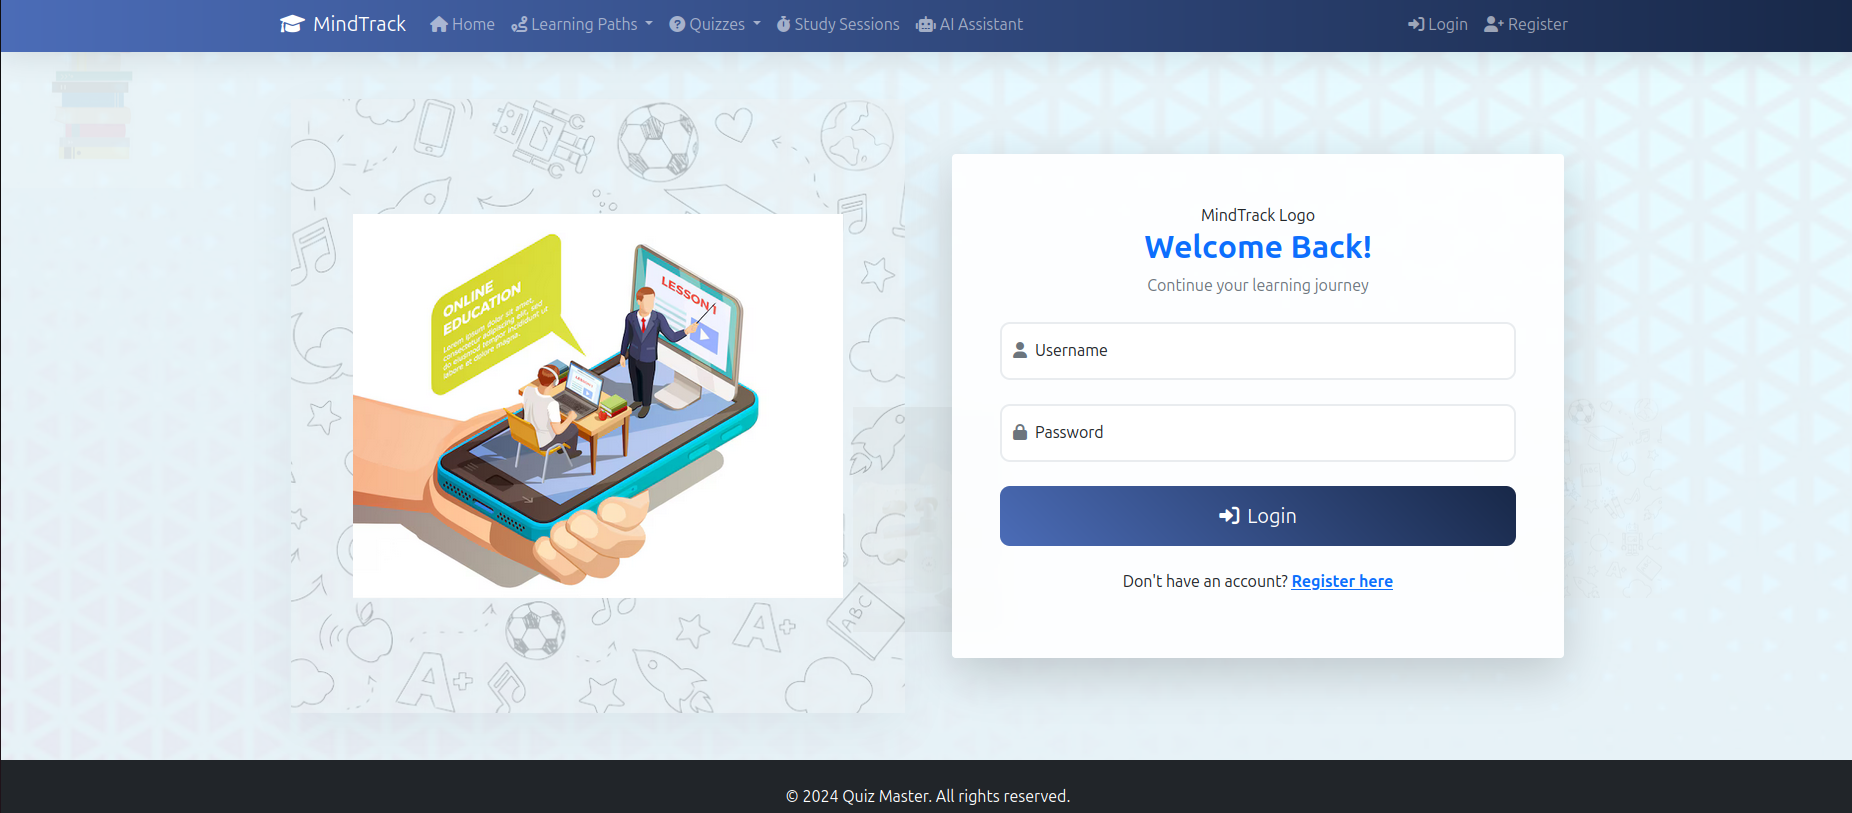 MindTrack Home Learning Paths Quizzes Study Sessions AI Assistant Login Register
ONLINE
EDUCATION
Lorem ipsum dolor sit amet,
consectetur adipiscing elit, sed
do eiusmod tempor incididunt ut
labore et dolore magna.
LESSON 1
ABC
A+
A+
MindTrack Logo
Welcome Back!
Continue your learning journey
Username
Password
Login
Don't have an account? Register here
© 2024 Quiz Master. All rights reserved.